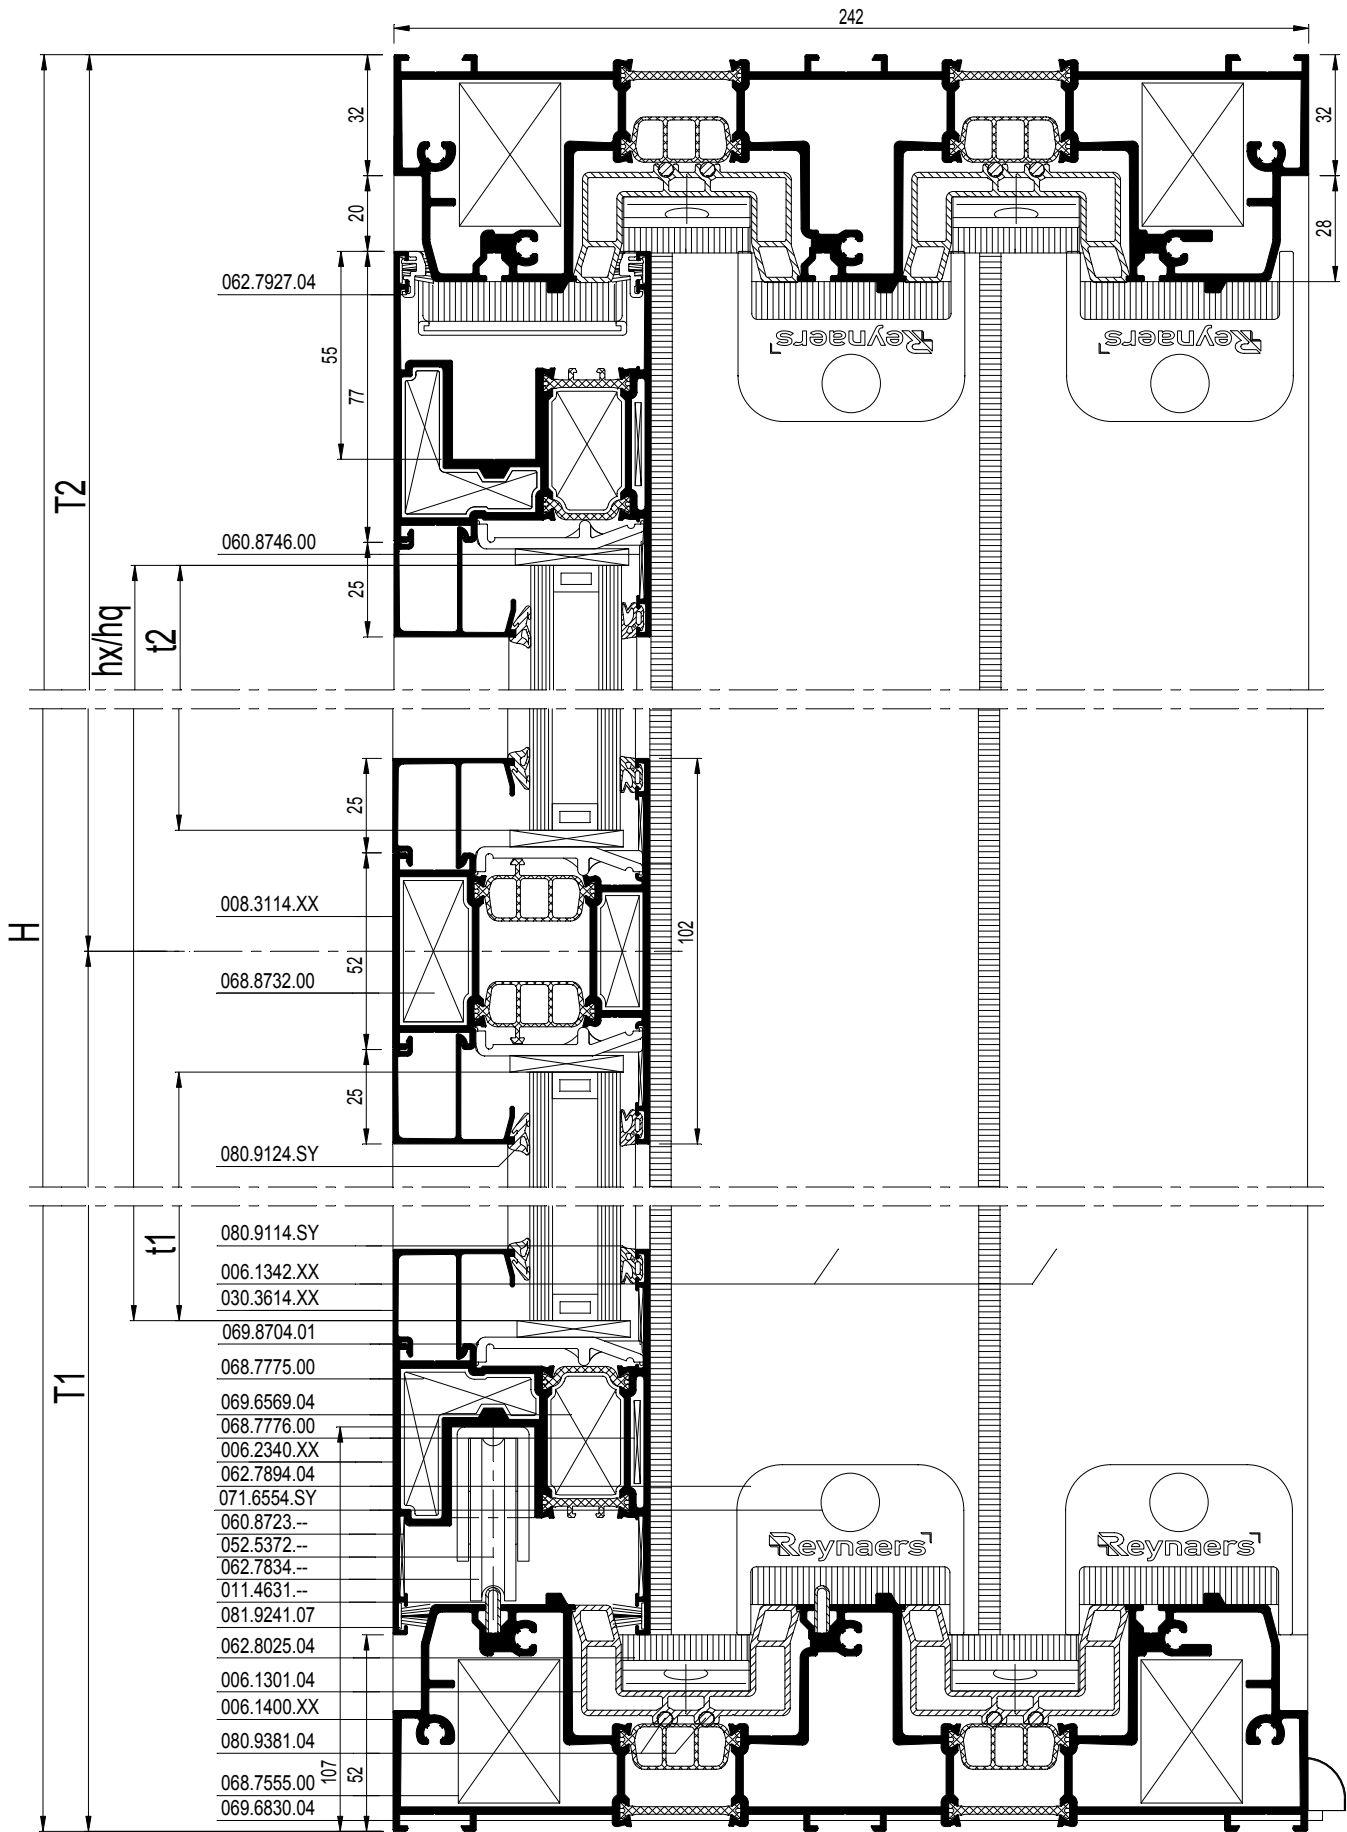 242
32
32
20
28
062.7927.04
Reynaers
Reynaers
55
77
T2
060.8746.00
25
hx/hq
t2
25
008.3114.XX
H
102
52
068.8732.00
25
080.9124.SY
080.9114.SY
t1
006.1342.XX
030.3614.XX
069.8704.01
068.7775.00
T1
069.6569.04
068.7776.00
006.2340.XX
062.7894.04
071.6554.SY
060.8723.--
Reynaers
Reynaers
052.5372.--
062.7834.--
011.4631.--
081.9241.07
062.8025.04
006.1301.04
006.1400.XX
080.9381.04
107
52
068.7555.00
069.6830.04